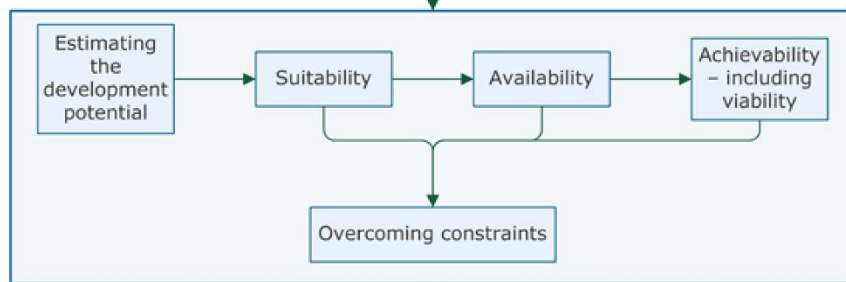 Estimating
the
development
potential
Suitability
Availability
Achievability
– including
viability
Overcoming constraints